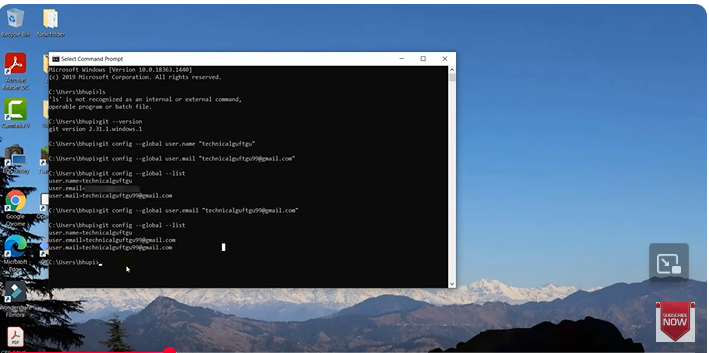 Recycle Bin
New folder
Select Command Prompt
Microsoft Windows [Version 10.0.18363.1440]
(c) 2019 Microsoft Corporation. All rights reserved.
C:\Users\bhupi>ls
'ls' is not recognized as an internal or external command,
operable program or batch file.
C:\Users\bhupi>git --version
git version 2.31.1.windows.1
C:\Users\bhupi>git config --global user.name "technicalguftgu"
C:\Users\bhupi>git config --global user.mail "technicalguftgu99@gmail.com"
C:\Users\bhupi>git config --global --list
user.name=technicalguftgu
user.email=
user.mail=technicalguftgu99@gmail.com
C:\Users\bhupi>git config --global user.email "technicalguftgu99@gmail.com"
C:\Users\bhupi>git config --global --list
user.name=technicalguftgu
user.email=technicalguftgu99@gmail.com
user.mail=technicalguftgu99@gmail.com
C:\Users\bhupi>
Acrobat
Reader DC
Google
Chrome
Microsoft
Edge
Wondershare
Filmora
PDF
SUBSCRIBE
NOW